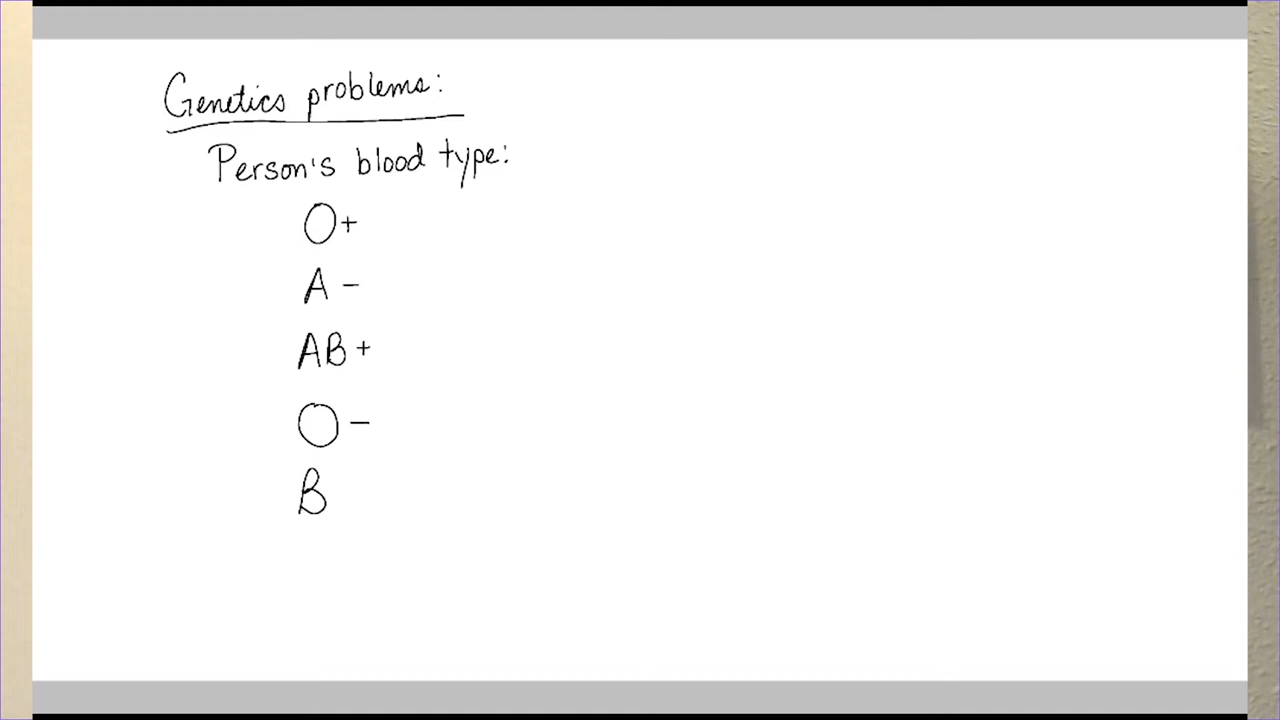 Genetics problems:
Person's blood type:
O+
A -
AB +
O -
B